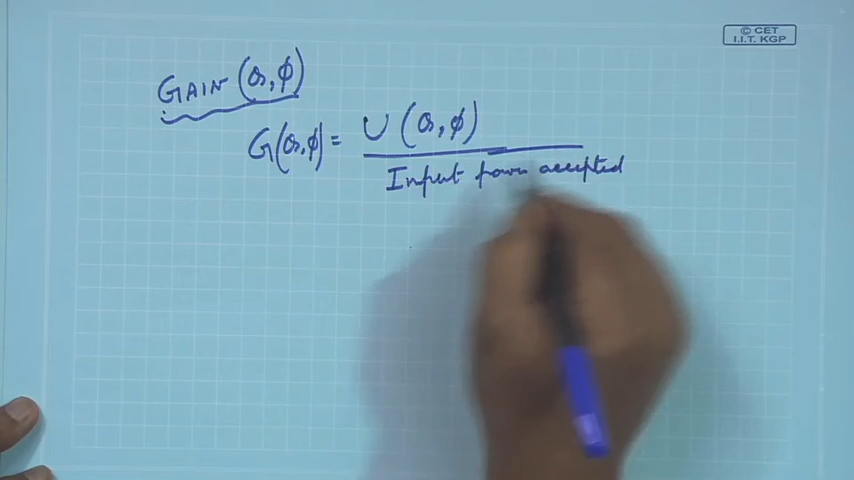 © CET
I.I.T. KGP
GAIN (θ, φ)
G(θ, φ) = U (θ, φ)
Input power accepted